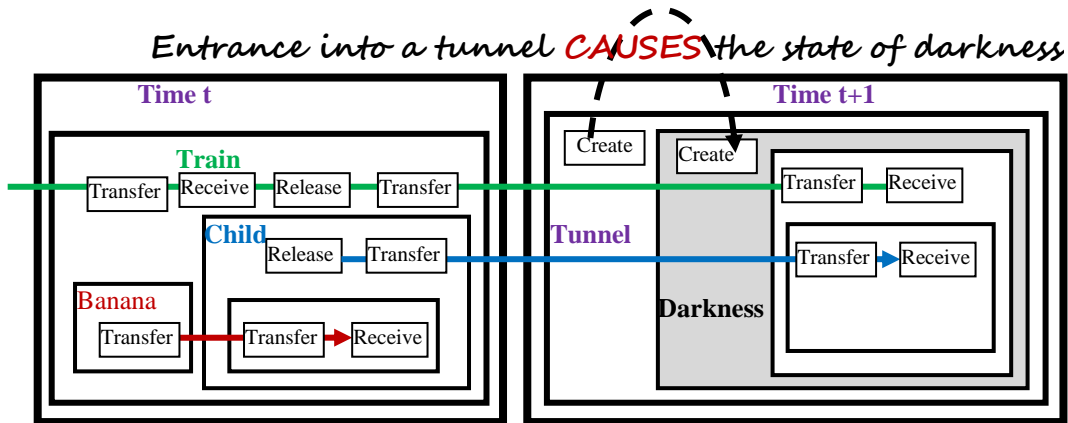 Entrance into a tunnel CAUSES the state of darkness
Time t
Time t+1
Create
Create
Train
Transfer
Receive
Release
Transfer
Transfer
Receive
Child
Tunnel
Release
Transfer
Transfer
Receive
Banana
Darkness
Transfer
Transfer
Receive